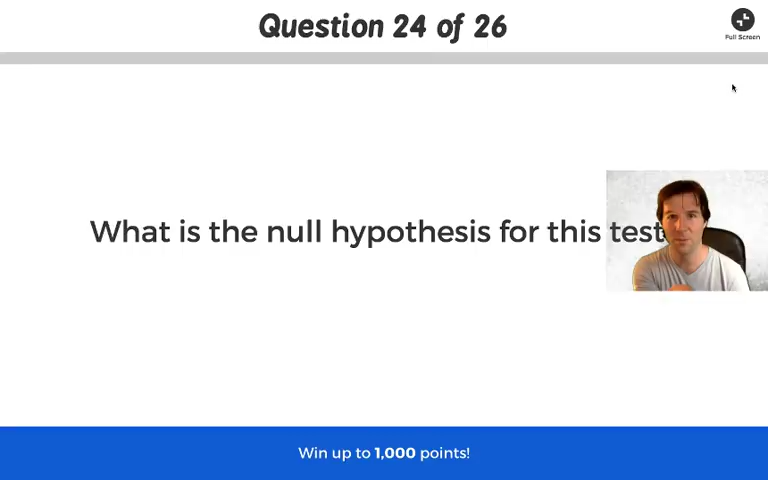 Question 24 of 26
Full Screen
What is the null hypothesis for this test
Win up to 1,000 points!